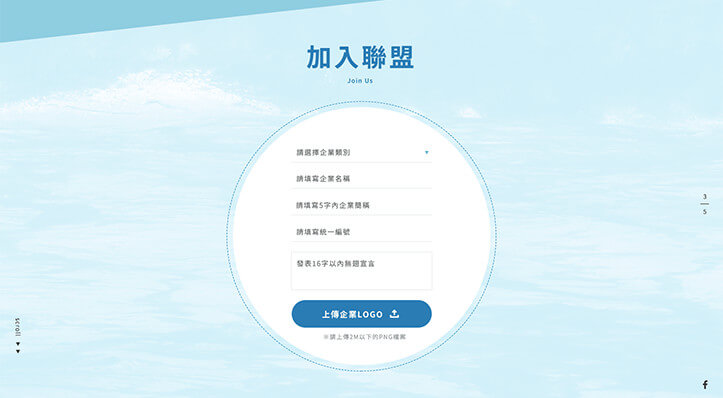 加入聯盟
Join Us
請選擇企業類別
請填寫企業名稱
請填寫5字內企業簡稱
請填寫統一編號
發表16字以內無題宣言
上傳企業LOGO
※請上傳2M以下的PNG檔案
3
5
scroll